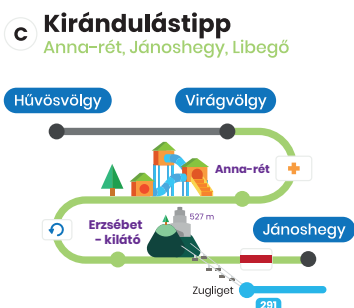 C Kirándulástipp
Anna-rét, Jánoshegy, Libegő
Hűvösvölgy Virágvölgy
Anna-rét
527 m
Erzsébet
- kilátó
Jánoshegy
Zugliget
291